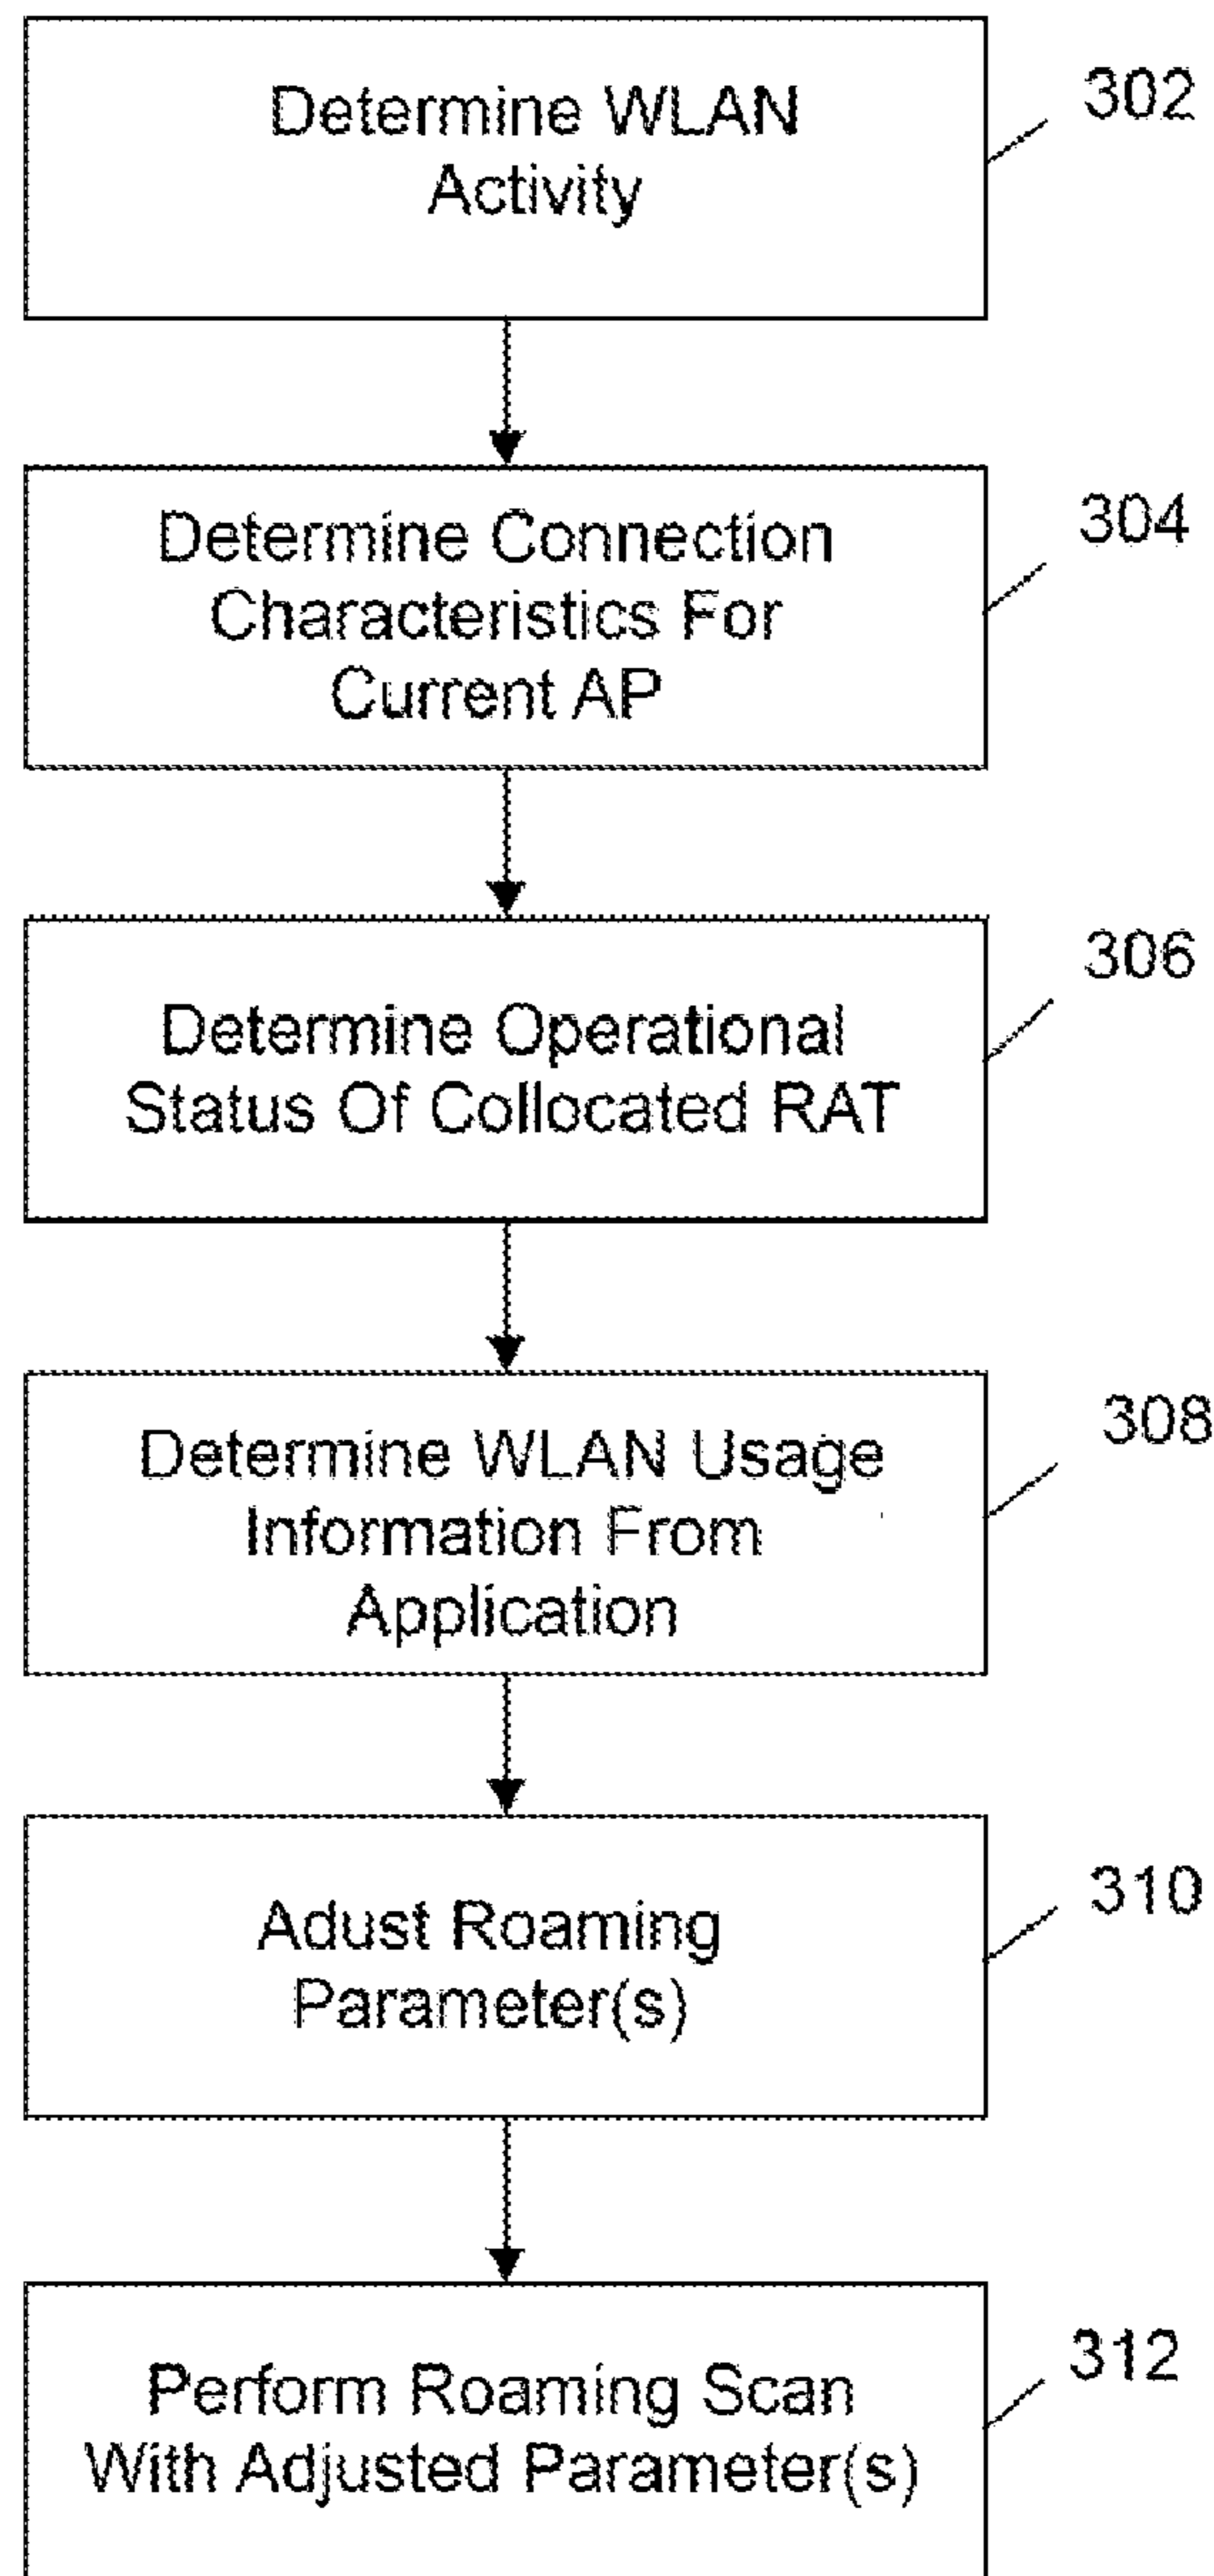 Determine WLAN
Activity
302
Determine Connection
Characteristics For
Current AP
304
Determine Operational
Status Of Collocated RAT
306
Determine WLAN Usage
Information From
Application
308
Adust Roaming
Parameter(s)
310
Perform Roaming Scan
With Adjusted Parameter(s)
312